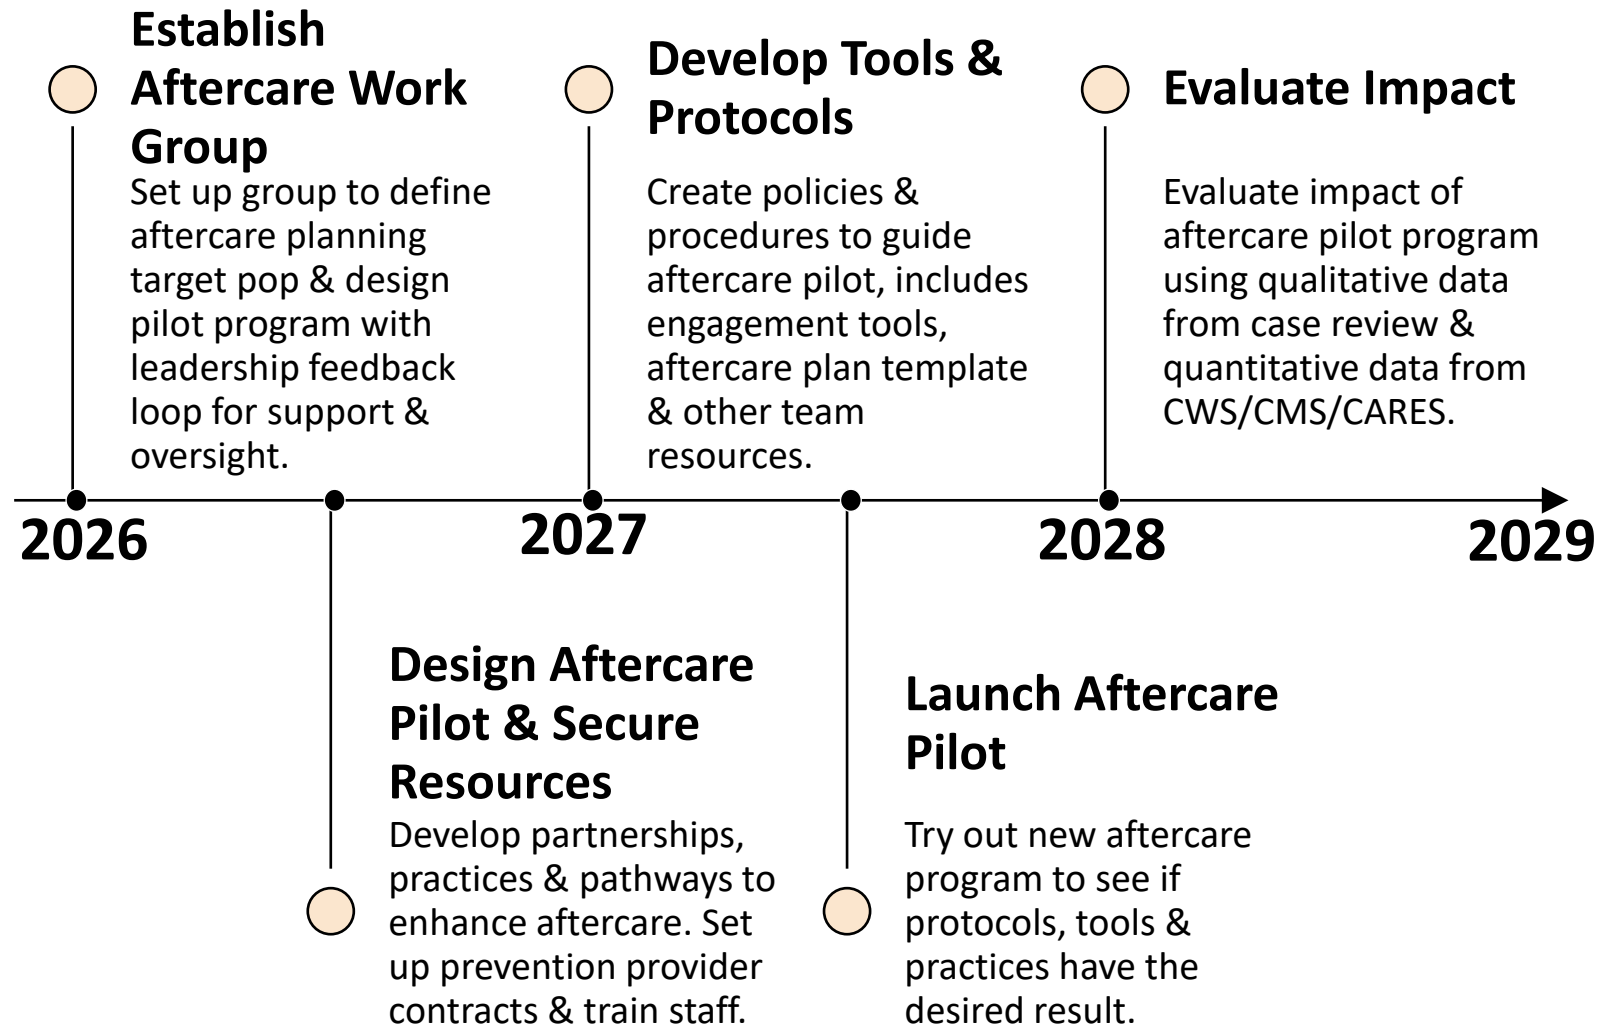 Establish
Aftercare Work
Group
Set up group to define
aftercare planning
target pop & design
pilot program with
leadership feedback
loop for support &
oversight.
Develop Tools &
Protocols
Create policies &
procedures to guide
aftercare pilot, includes
engagement tools,
aftercare plan template
& other team
resources.
Evaluate Impact
Evaluate impact of
aftercare pilot program
using qualitative data
from case review &
quantitative data from
CWS/CMS/CARES.
2026
2027
2028
2029
Design Aftercare
Pilot & Secure
Resources
Develop partnerships,
practices & pathways to
enhance aftercare. Set
up prevention provider
contracts & train staff.
Launch Aftercare
Pilot
Try out new aftercare
program to see if
protocols, tools &
practices have the
desired result.